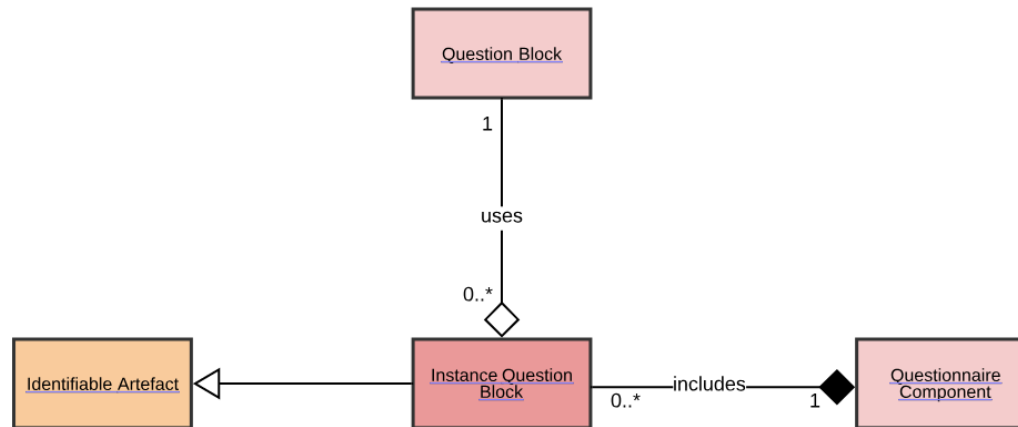 Question Block
1
uses
0..*
Identifiable Artefact
Instance Question
Block
includes
0..*
1
Questionnaire
Component